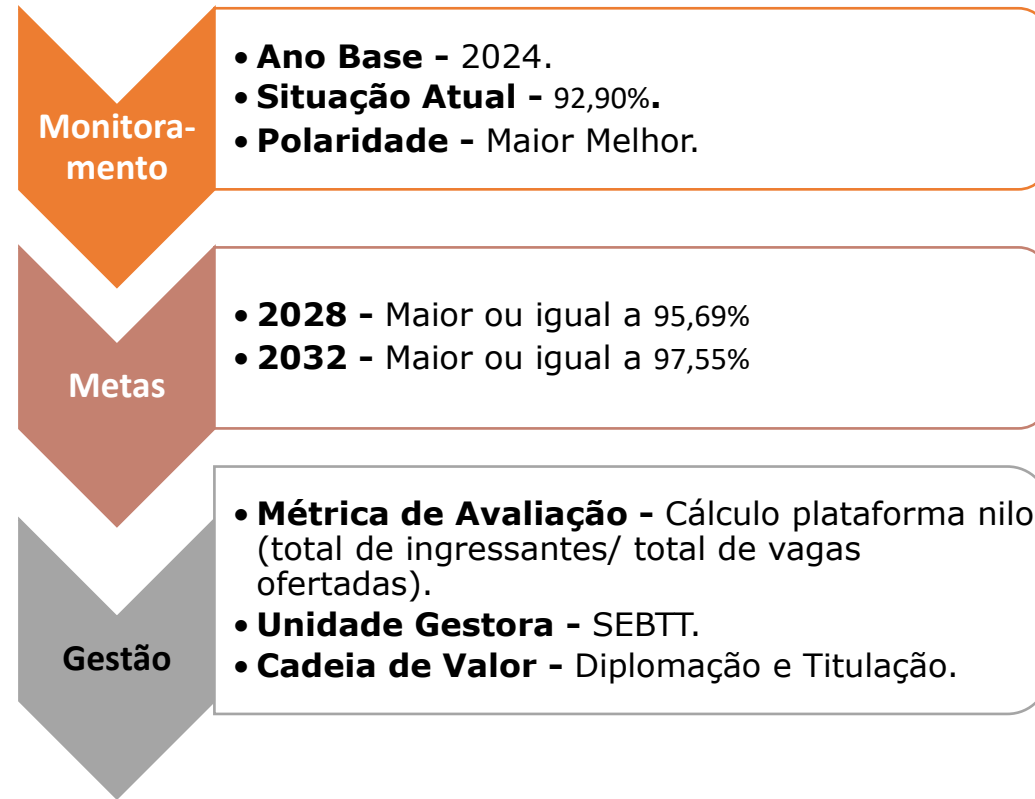 Monitora-
mento
• Ano Base - 2024.
• Situação Atual - 92,90%.
• Polaridade - Maior Melhor.
Metas
• 2028 - Maior ou igual a 95,69%
• 2032 - Maior ou igual a 97,55%
Gestão
• Métrica de Avaliação - Cálculo plataforma nilo
(total de ingressantes/ total de vagas
ofertadas).
• Unidade Gestora - SEBTT.
• Cadeia de Valor - Diplomação e Titulação.